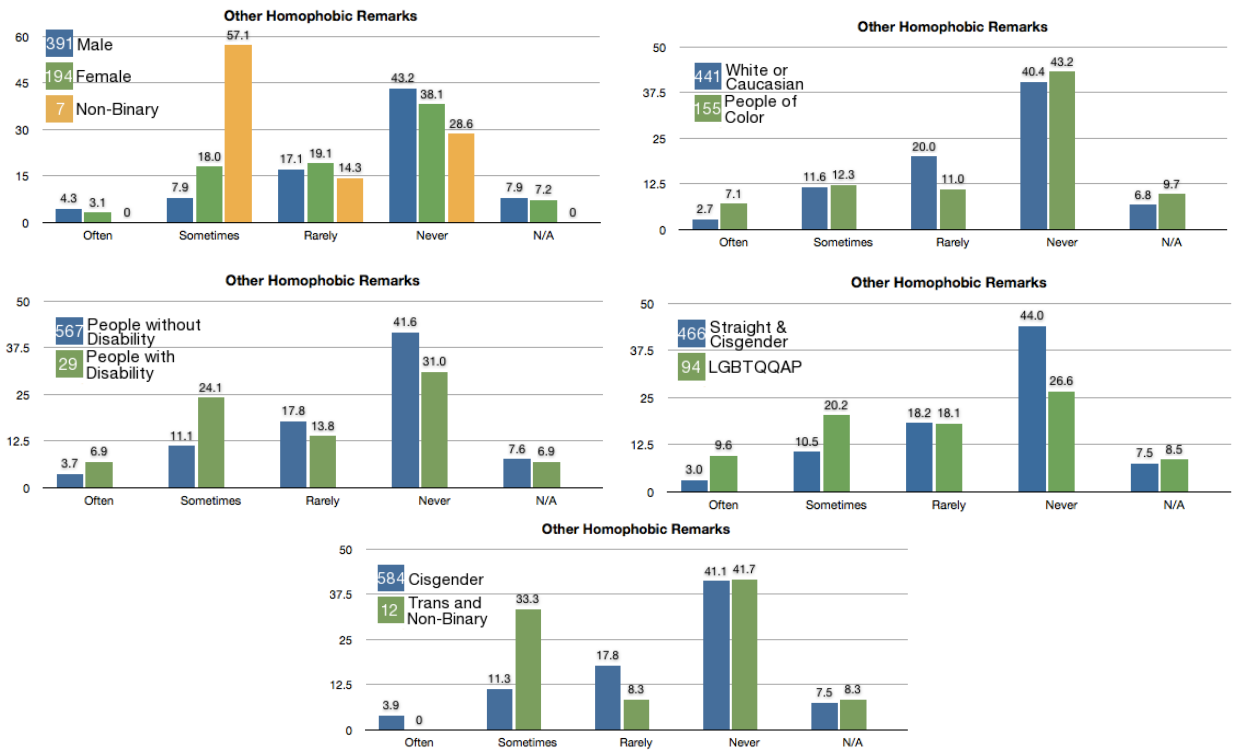 Other Homophobic Remarks
60
45
30
15
0
391 Male
194 Female
7 Non-Binary
4.3 3.1 0
7.9 18.0 57.1
17.1 19.1 14.3
43.2 38.1 28.6
7.9 7.2 0
Often Sometimes Rarely Never N/A
Other Homophobic Remarks
50
37.5
25
12.5
0
441 White or
Caucasian
155 People of
Color
2.7 7.1
11.6 12.3
20.0 11.0
40.4 43.2
6.8 9.7
Often Sometimes Rarely Never N/A
Other Homophobic Remarks
50
37.5
25
12.5
0
567 People without
Disability
29 People with
Disability
3.7 6.9
11.1 24.1
17.8 13.8
41.6 31.0
7.6 6.9
Often Sometimes Rarely Never N/A
Other Homophobic Remarks
50
37.5
25
12.5
0
466 Straight &
Cisgender
94 LGBTQQAP
3.0 9.6
10.5 20.2
18.2 18.1
44.0 26.6
7.5 8.5
Often Sometimes Rarely Never N/A
Other Homophobic Remarks
50
37.5
25
12.5
0
584 Cisgender
12 Trans and
Non-Binary
3.9 0
11.3 33.3
17.8 8.3
41.1 41.7
7.5 8.3
Often Sometimes Rarely Never N/A